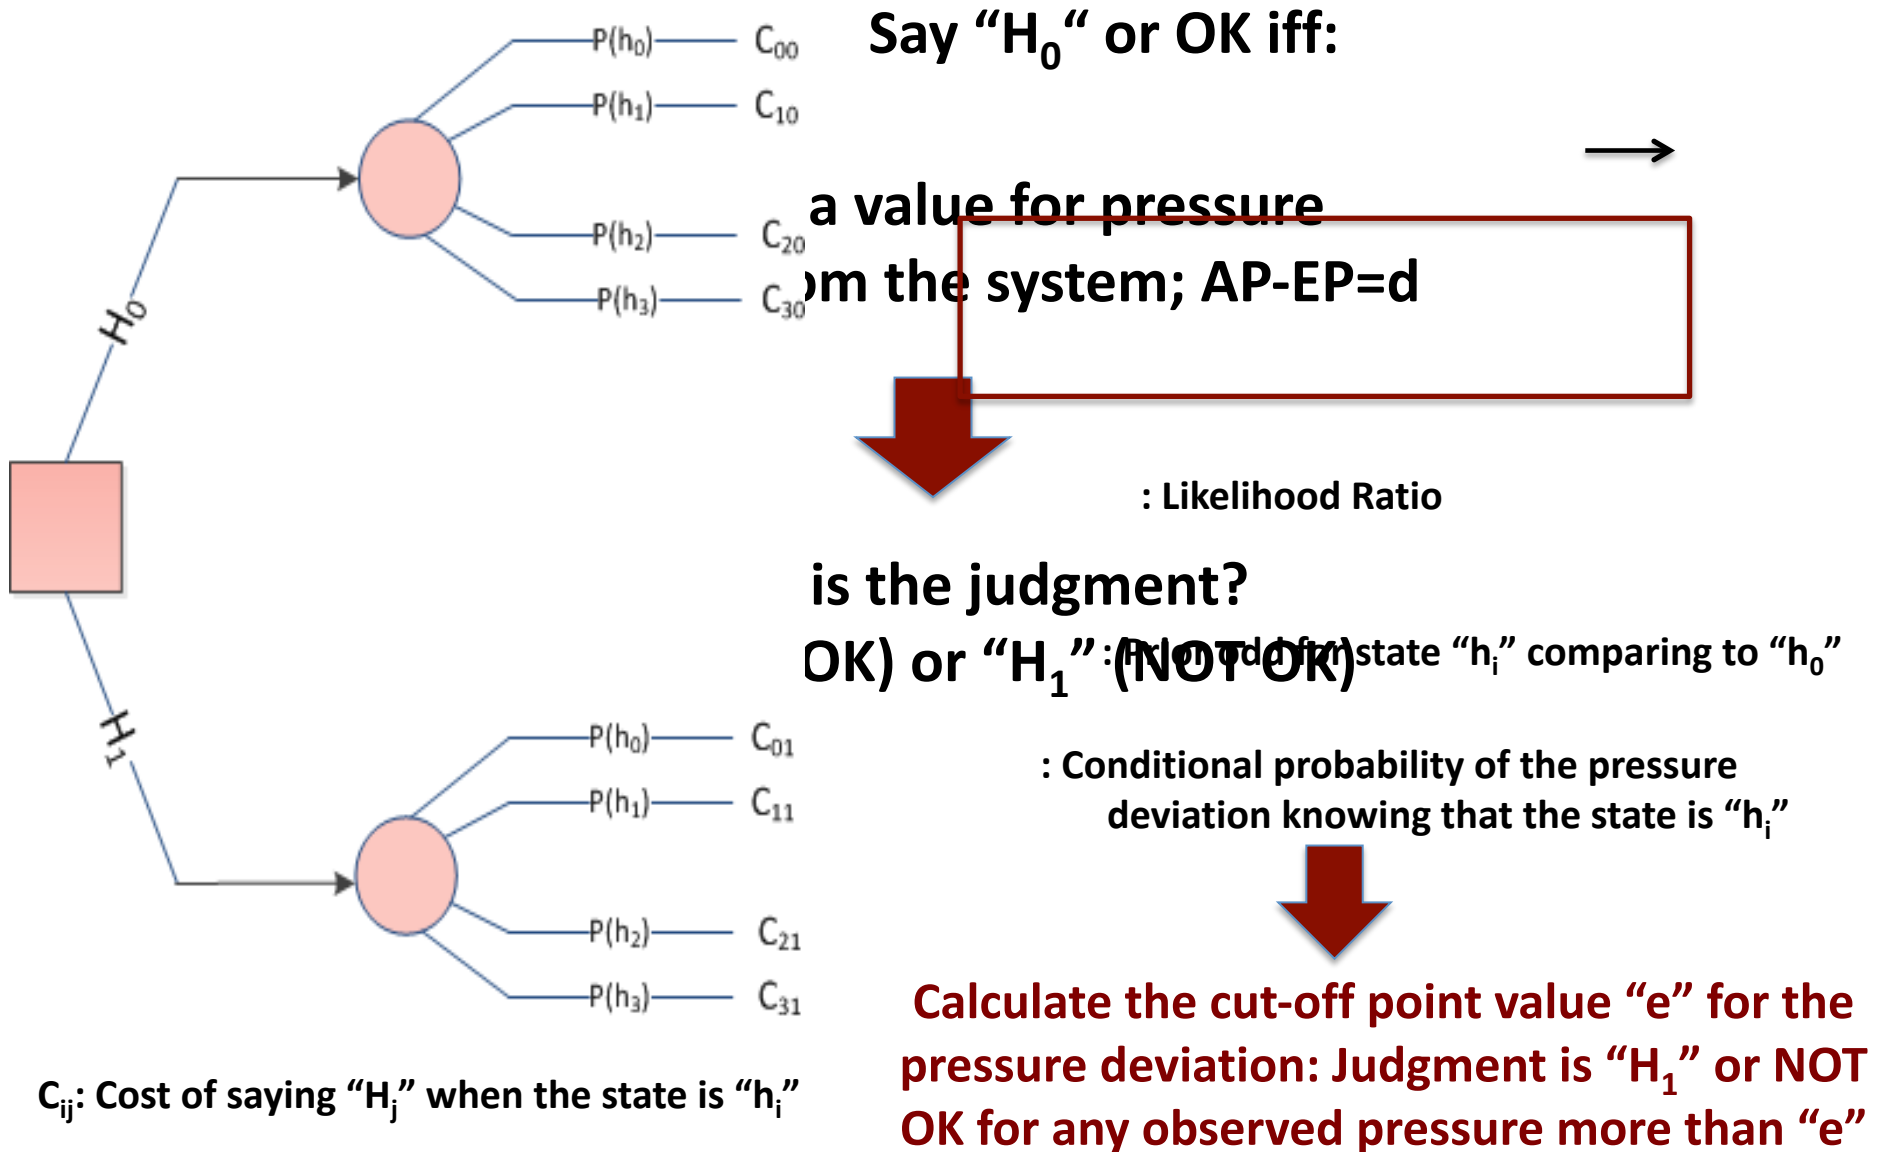 P(h0) C00
P(h1) C10
P(h2) C20
P(h3) C30
H0
H1
P(h0) C01
P(h1) C11
P(h2) C21
P(h3) C31
Cij: Cost of saying “Hj” when the state is “hi”
Say “H0“ or OK iff:
a value for pressure
om the system; AP-EP=d
: Likelihood Ratio
is the judgment?
OK) or “H1” (NOT OK)
: Prior odd for state “hi” comparing to “h0”
: Conditional probability of the pressure
deviation knowing that the state is “hi”
Calculate the cut-off point value “e” for the
pressure deviation: Judgment is “H1” or NOT
OK for any observed pressure more than “e”